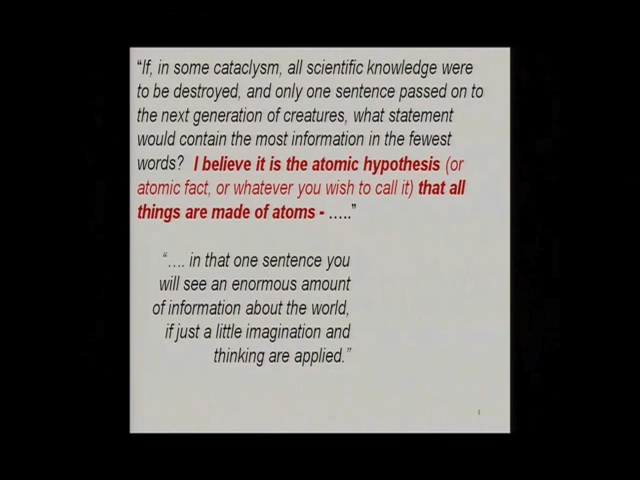 “If, in some cataclysm, all scientific knowledge were
to be destroyed, and only one sentence passed on to
the next generation of creatures, what statement
would contain the most information in the fewest
words? I believe it is the atomic hypothesis (or
atomic fact, or whatever you wish to call it) that all
things are made of atoms - …..”
“…. in that one sentence you
will see an enormous amount
of information about the world,
if just a little imagination and
thinking are applied.”